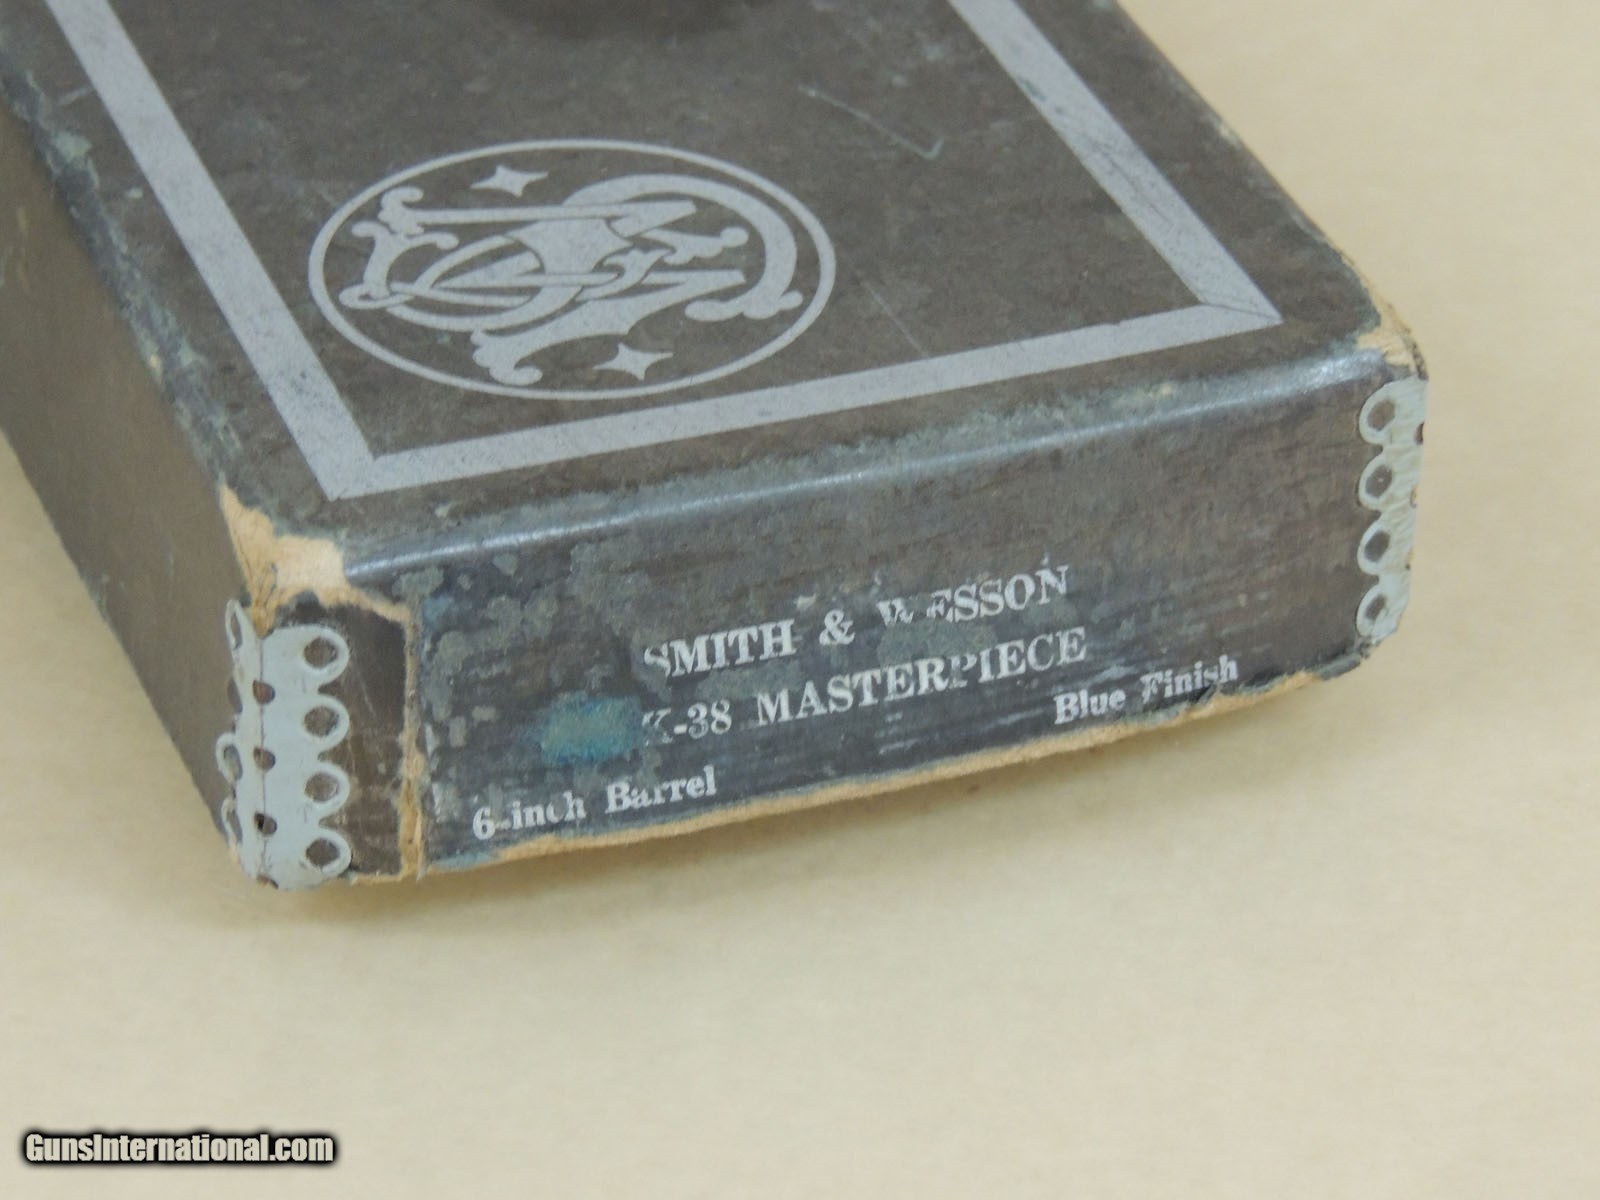 SMITH & WESSON
K-38 MASTERPIECE
6-inch Barrel
Blue Finish
GunsInternational.com